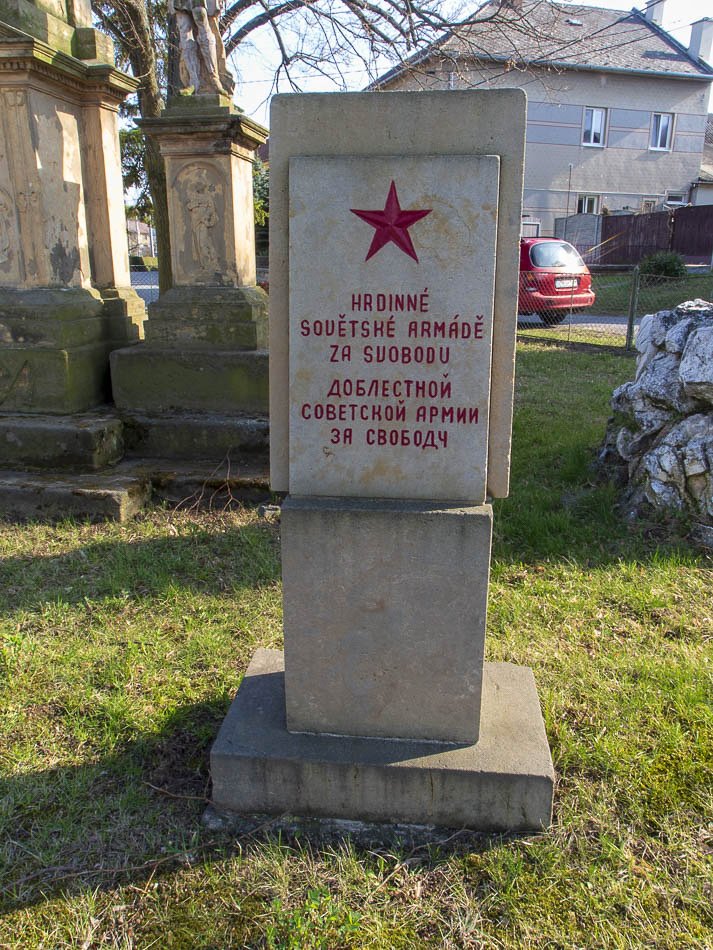 HRDINNÉ
SOVĚTSKÉ ARMÁDĚ
ZA SVOBODU
ДОБЛЕСТНОЙ
СОВЕТСКОЙ АРМИИ
ЗА СВОБОДЧ